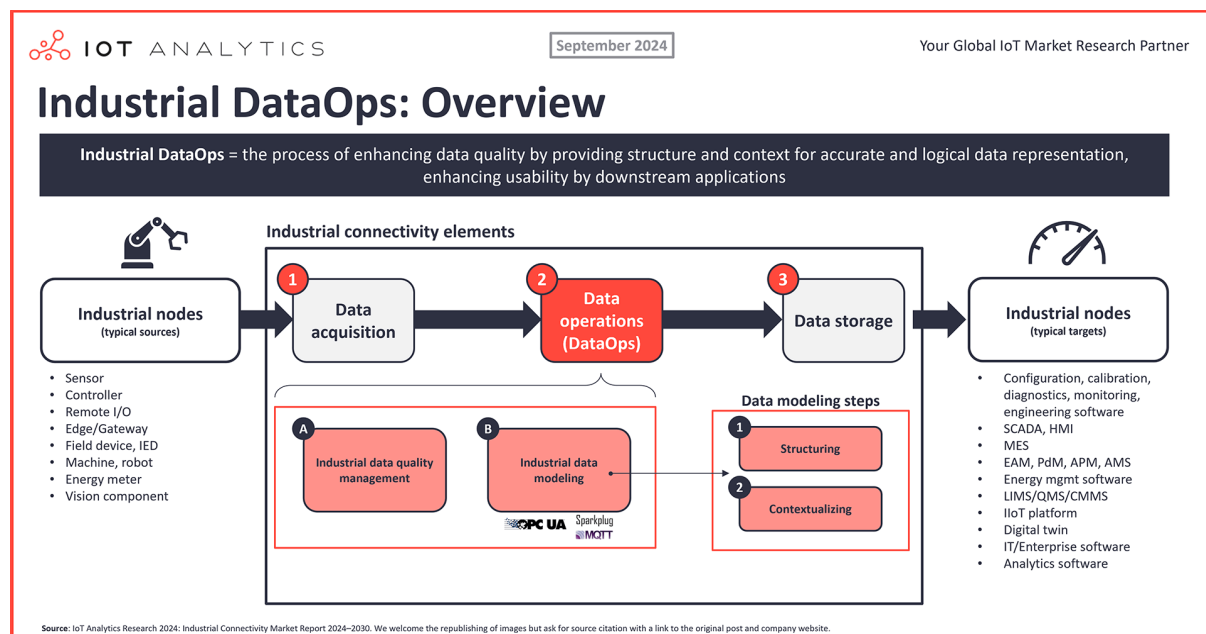 IOT ANALYTICS
September 2024
Your Global IoT Market Research Partner
Industrial DataOps: Overview
Industrial DataOps = the process of enhancing data quality by providing structure and context for accurate and logical data representation,
enhancing usability by downstream applications
Industrial connectivity elements
Industrial nodes
(typical sources)
• Sensor
• Controller
• Remote I/O
• Edge/Gateway
• Field device, IED
• Machine, robot
• Energy meter
• Vision component
1
Data
acquisition
2
Data
operations
(DataOps)
3
Data storage
A
Industrial data quality
management
B
Industrial data
modeling
OPC UA
Sparkplug
MQTT
Data modeling steps
1
Structuring
2
Contextualizing
Industrial nodes
(typical targets)
• Configuration, calibration,
diagnostics, monitoring,
engineering software
• SCADA, HMI
• MES
• EAM, PdM, APM, AMS
• Energy mgmt software
• LIMS/QMS/CMMS
• IIoT platform
• Digital twin
• IT/Enterprise software
• Analytics software
Source: IoT Analytics Research 2024: Industrial Connectivity Market Report 2024–2030. We welcome the republishing of images but ask for source citation with a link to the original post and company website.